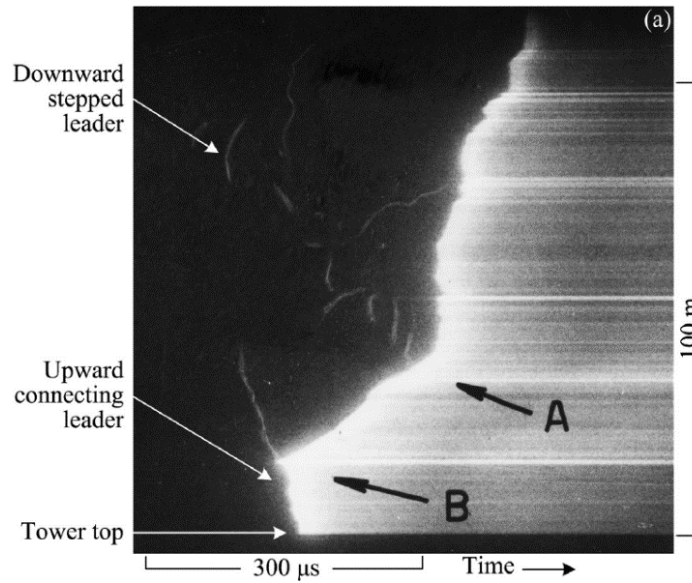 (a)
Downward
stepped
leader
Upward
connecting
leader
Tower top
A
B
100 m
300 μs
Time